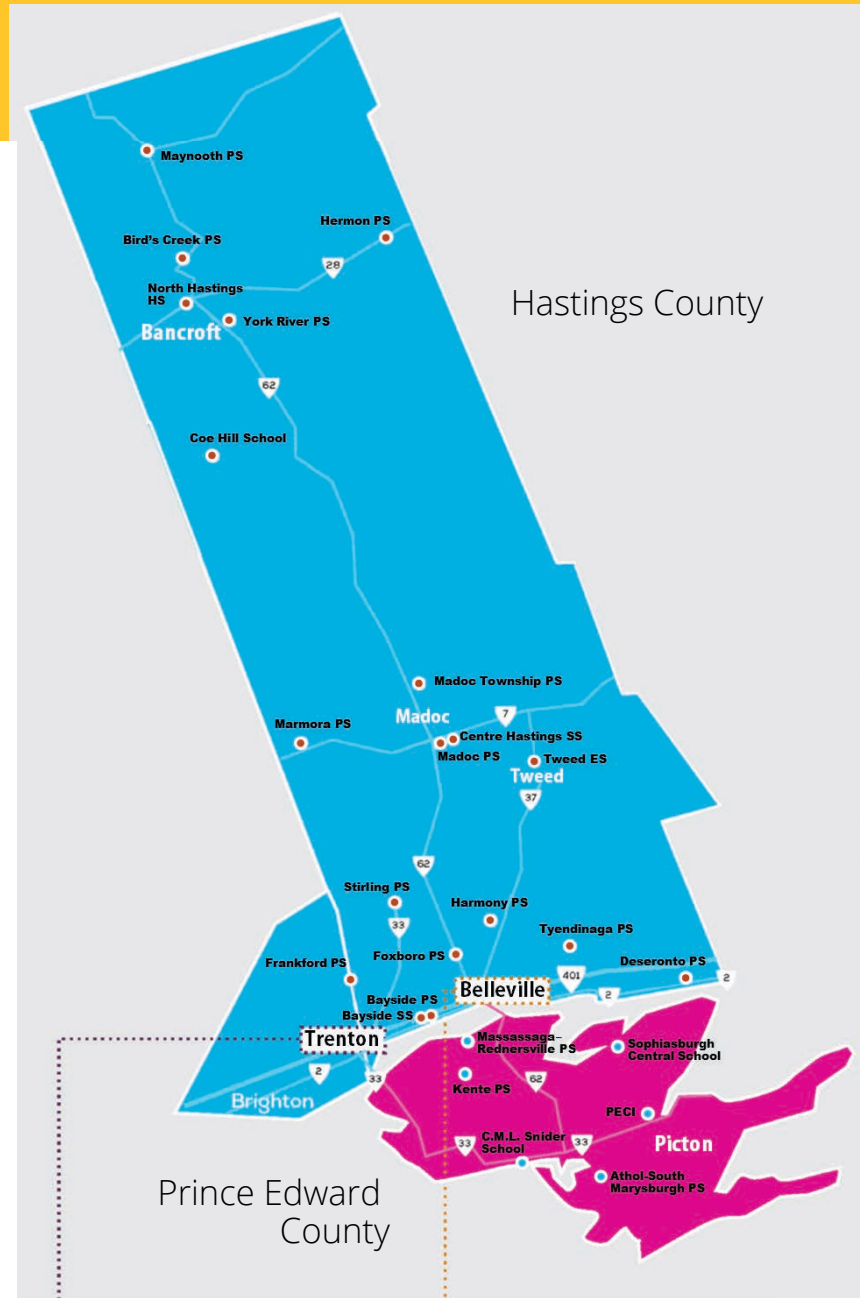 Maynooth PS
Hermon PS
Bird's Creek PS
28
North Hastings
HS
Hastings County
York River PS
Bancroft
62
Coe Hill School
Madoc Township PS
Madoc
7
Marmora PS
Centre Hastings SS
Madoc PS
Tweed ES
Tweed
37
62
Stirling PS
Harmony PS
33
Tyendinaga PS
Foxboro PS
Frankford PS
Deseronto PS
401
2
Belleville
2
Bayside PS
Bayside SS
Trenton
Massassaga–
Rednersville PS
Sophiasburgh
Central School
2
33
62
Kente PS
Brighton
PECI
C.M.L. Snider
School
33
33
Picton
Athol-South
Marysburgh PS
Prince Edward
County